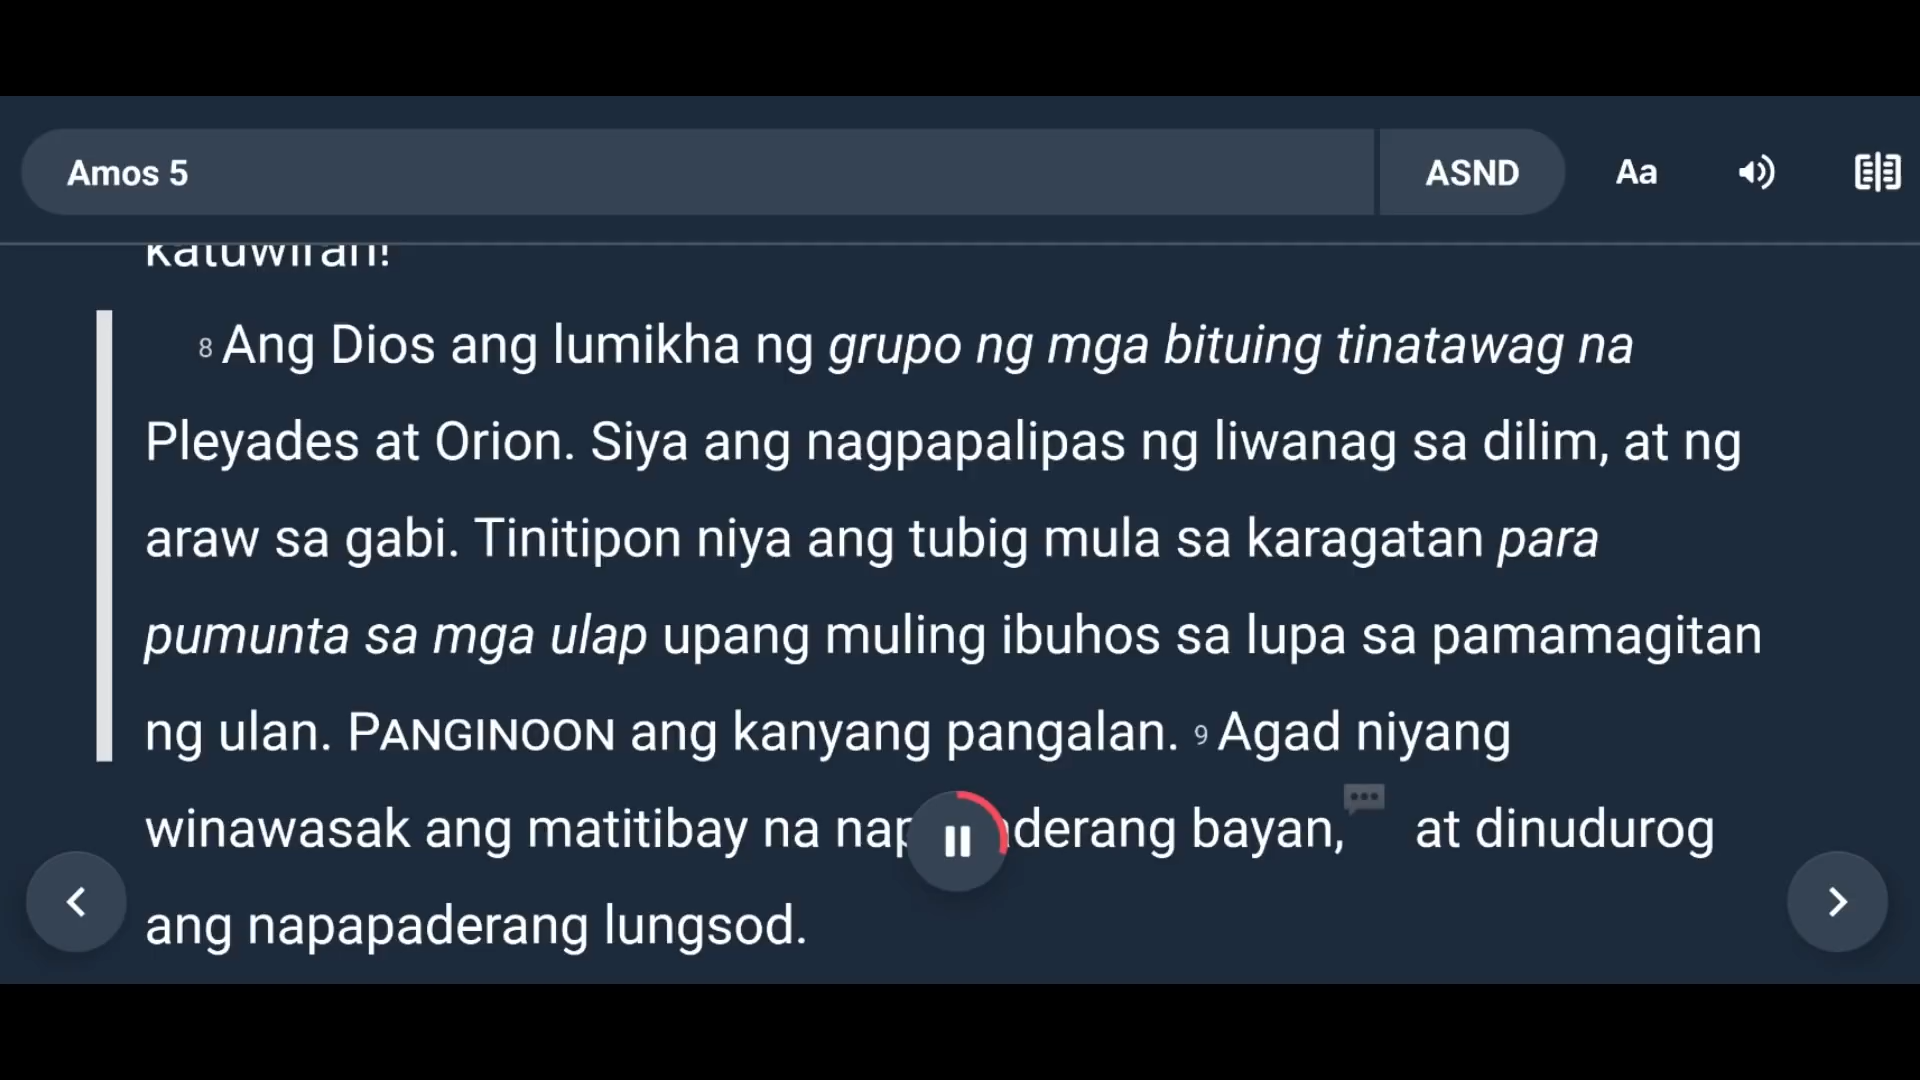 Amos 5
ASND
Aa
katuwiran!
8 Ang Dios ang lumikha ng grupo ng mga bituing tinatawag na
Pleyades at Orion. Siya ang nagpapalipas ng liwanag sa dilim, at ng
araw sa gabi. Tinitipon niya ang tubig mula sa karagatan para
pumunta sa mga ulap upang muling ibuhos sa lupa sa pamamagitan
ng ulan. PANGINOON ang kanyang pangalan. 9 Agad niyang
winawasak ang matitibay na bayan, at dinudurog
ang napapaderang lungsod.